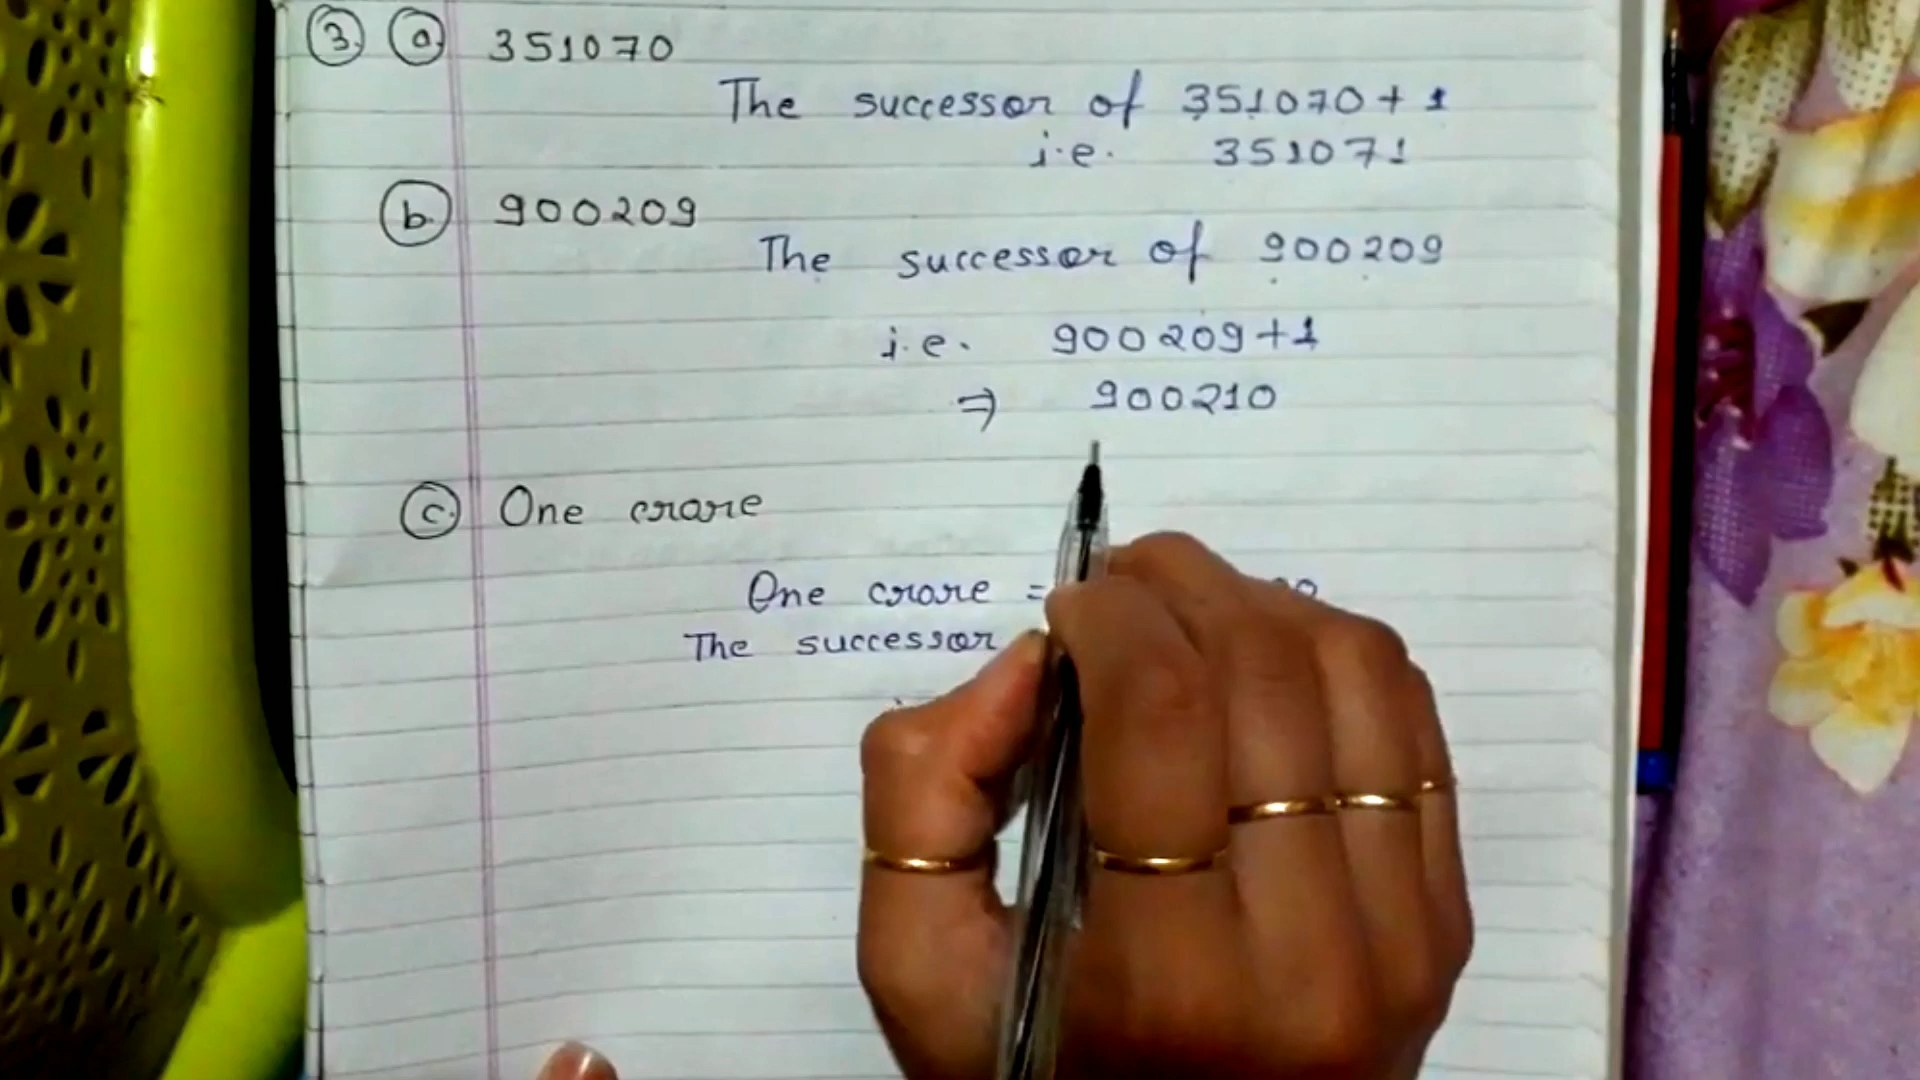 3. a. 351070
The successor of 351070 + 1
i.e. 351071
b. 900209
The successor of 900209
i.e. 900209 + 1
⇒ 900210
c. One crore
One crore =
The successor